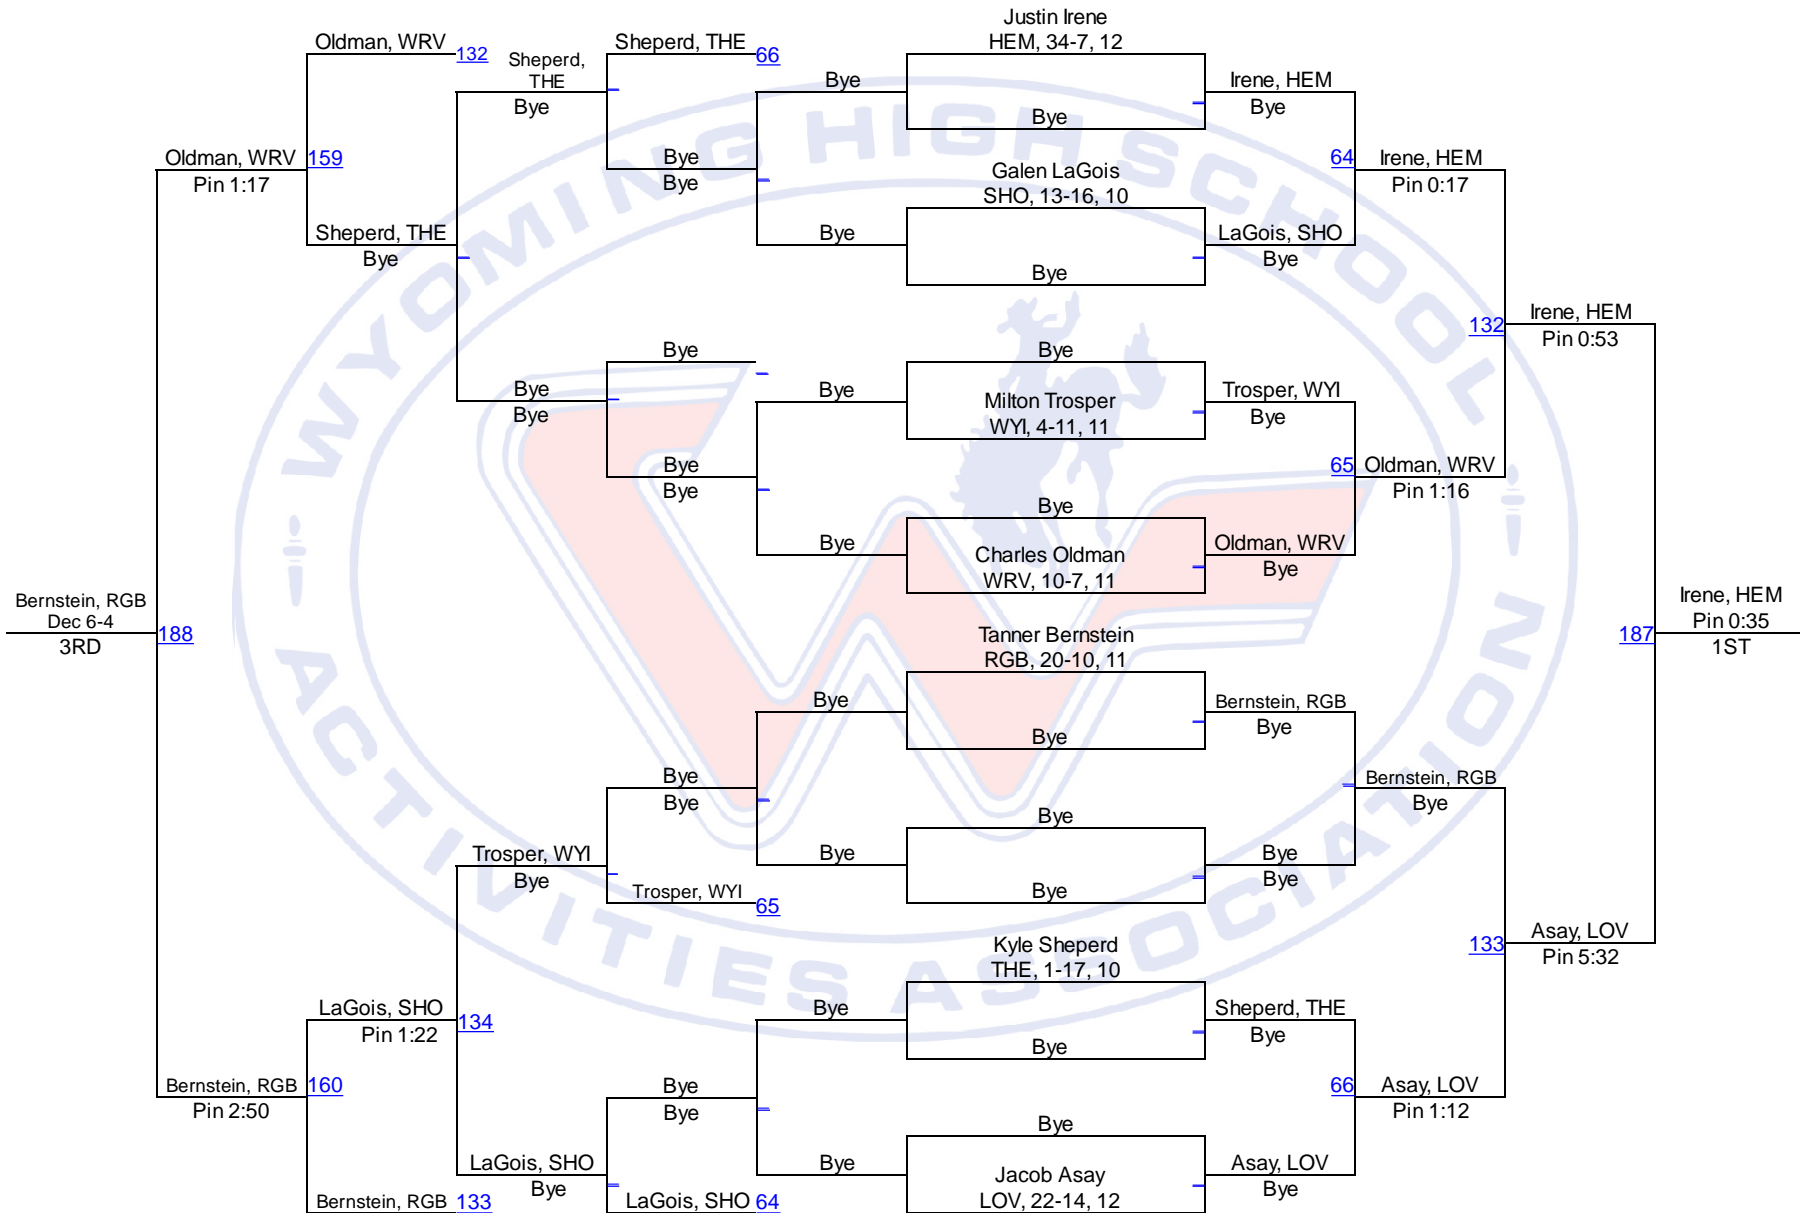 Justin Irene
HEM, 34-7, 12
Oldman, WRV
132
Sheperd, THE
66
Sheperd,
THE
Bye
Bye
Irene, HEM
Bye
Bye
Oldman, WRV
159
Pin 1:17
Bye
Bye
Galen LaGois
SHO, 13-16, 10
64
Irene, HEM
Pin 0:17
Sheperd, THE
Bye
Bye
LaGois, SHO
Bye
Bye
132
Irene, HEM
Pin 0:53
Bye
Bye
Bye
Bye
Bye
Milton Trosper
WYI, 4-11, 11
Trosper, WYI
Bye
Bye
Bye
65
Oldman, WRV
Pin 1:16
Bye
Bye
Charles Oldman
WRV, 10-7, 11
Oldman, WRV
Bye
Bernstein, RGB
Dec 6-4
3RD
188
187
Irene, HEM
Pin 0:35
1ST
Tanner Bernstein
RGB, 20-10, 11
Bye
Bernstein, RGB
Bye
Bye
Bye
Bye
Bernstein, RGB
Bye
Bye
Trosper, WYI
Bye
Bye
Bye
Bye
Bye
Trosper, WYI
65
Kyle Sheperd
THE, 1-17, 10
133
Asay, LOV
Pin 5:32
LaGois, SHO
Pin 1:22
134
Bye
Bye
Sheperd, THE
Bye
Bernstein, RGB
Pin 2:50
160
Bye
Bye
66
Asay, LOV
Pin 1:12
Bye
LaGois, SHO
Bye
Bye
Jacob Asay
LOV, 22-14, 12
Asay, LOV
Bye
Bernstein, RGB
133
LaGois, SHO
64
WYOMING HIGH SCHOOL
ACTIVITIES ASSOCIATION